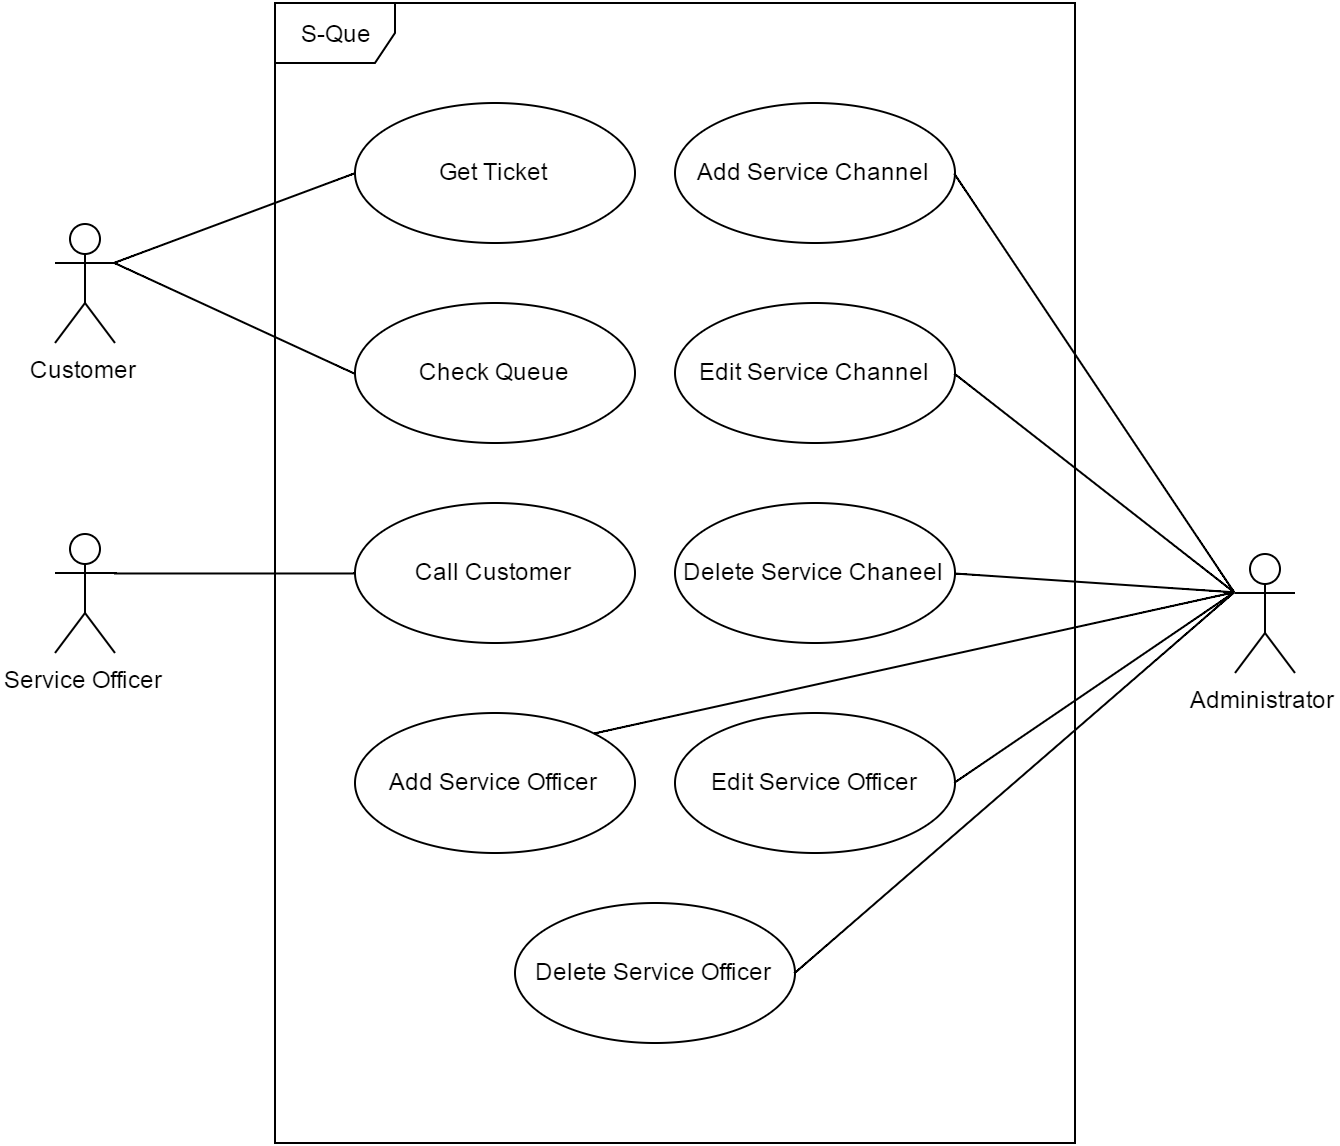 S-Que
Get Ticket
Add Service Channel
Customer
Check Queue
Edit Service Channel
Call Customer
Delete Service Chaneel
Service Officer
Administrator
Add Service Officer
Edit Service Officer
Delete Service Officer